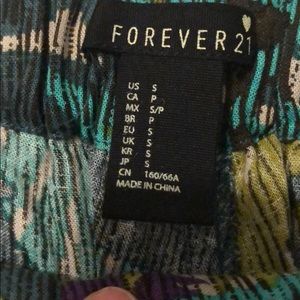 FOREVER 21
US S
CA P
MX S/P
BR P
EU S
UK S
KR S
JP S
CN 160/66A
MADE IN CHINA